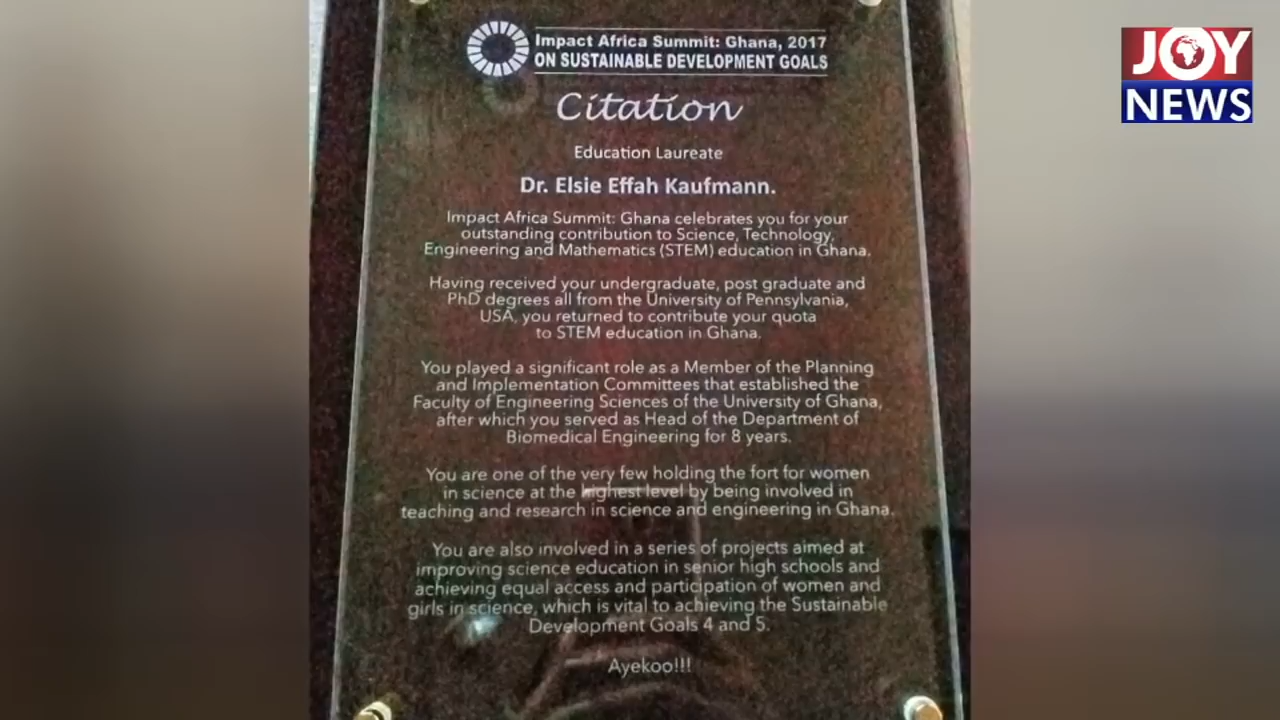 Impact Africa Summit: Ghana, 2017
ON SUSTAINABLE DEVELOPMENT GOALS
JOY
NEWS
Citation
Education Laureate
Dr. Elsie Effah Kaufmann.
Impact Africa Summit: Ghana celebrates you for your
outstanding contribution to Science, Technology,
Engineering and Mathematics (STEM) education in Ghana.
Having received your undergraduate, post graduate and
PhD degrees all from the University of Pennsylvania,
USA, you returned to contribute your quota
to STEM education in Ghana.
You played a significant role as a Member of the Planning
and Implementation Committees that established the
Faculty of Engineering Sciences of the University of Ghana,
after which you served as Head of the Department of
Biomedical Engineering for 8 years.
You are one of the very few holding the fort for women
in science at the highest level by being involved in
teaching and research in science and engineering in Ghana.
You are also involved in a series of projects aimed at
improving science education in senior high schools and
achieving equal access and participation of women and
girls in science, which is vital to achieving the Sustainable
Development Goals 4 and 5.
Ayekoo!!!